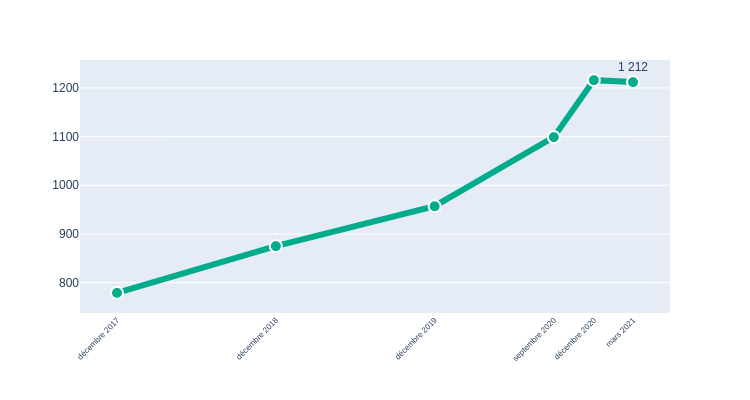 1 212
1200
1100
1000
900
800
décembre 2017
décembre 2018
décembre 2019
septembre 2020
décembre 2020
mars 2021